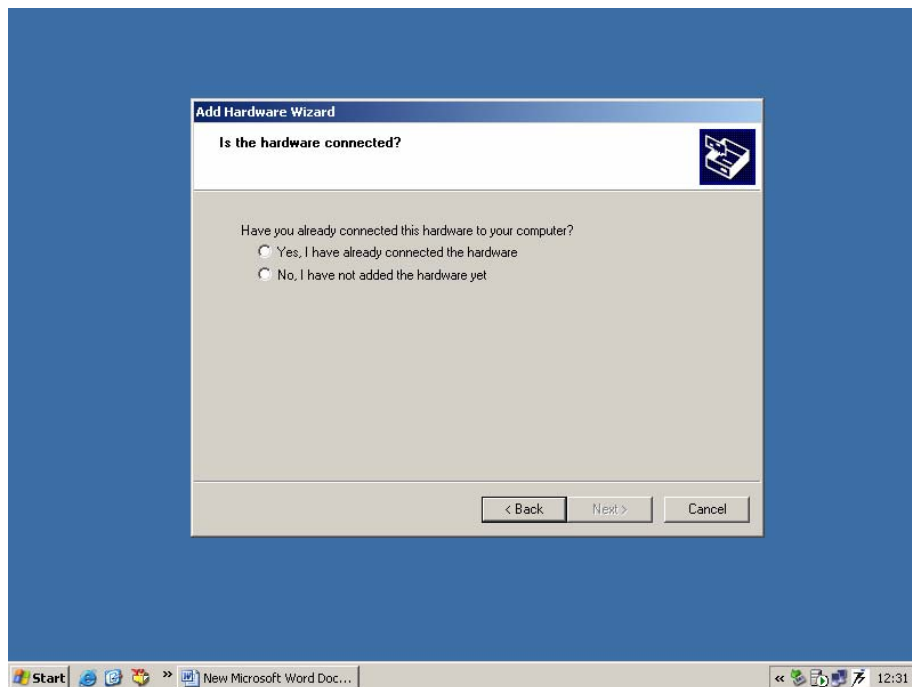 Add Hardware Wizard
Is the hardware connected?
Have you already connected this hardware to your computer?
Yes, I have already connected the hardware
No, I have not added the hardware yet
< Back Next > Cancel
Start » New Microsoft Word Doc... « 12:31